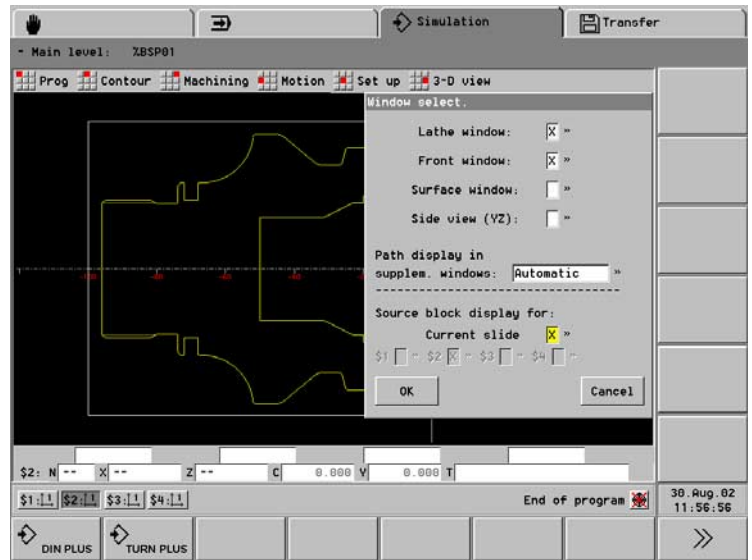 Simulation
Transfer
- Main level: %BSP01
Prog Contour Machining Motion Set up 3-D view
Window select.
Lathe window: X »
Front window: X »
Surface window: »
Side view (YZ): »
Path display in
supplem. windows: Automatic »
Source block display for:
Current slide X »
$1 $2 X $3 $4
OK Cancel
$2: N -- X -- Z -- C 0.000 Y 0.000 T
$1: $2: $3: $4: End of program
30.Aug.02
11:56:56
DIN PLUS TURN PLUS